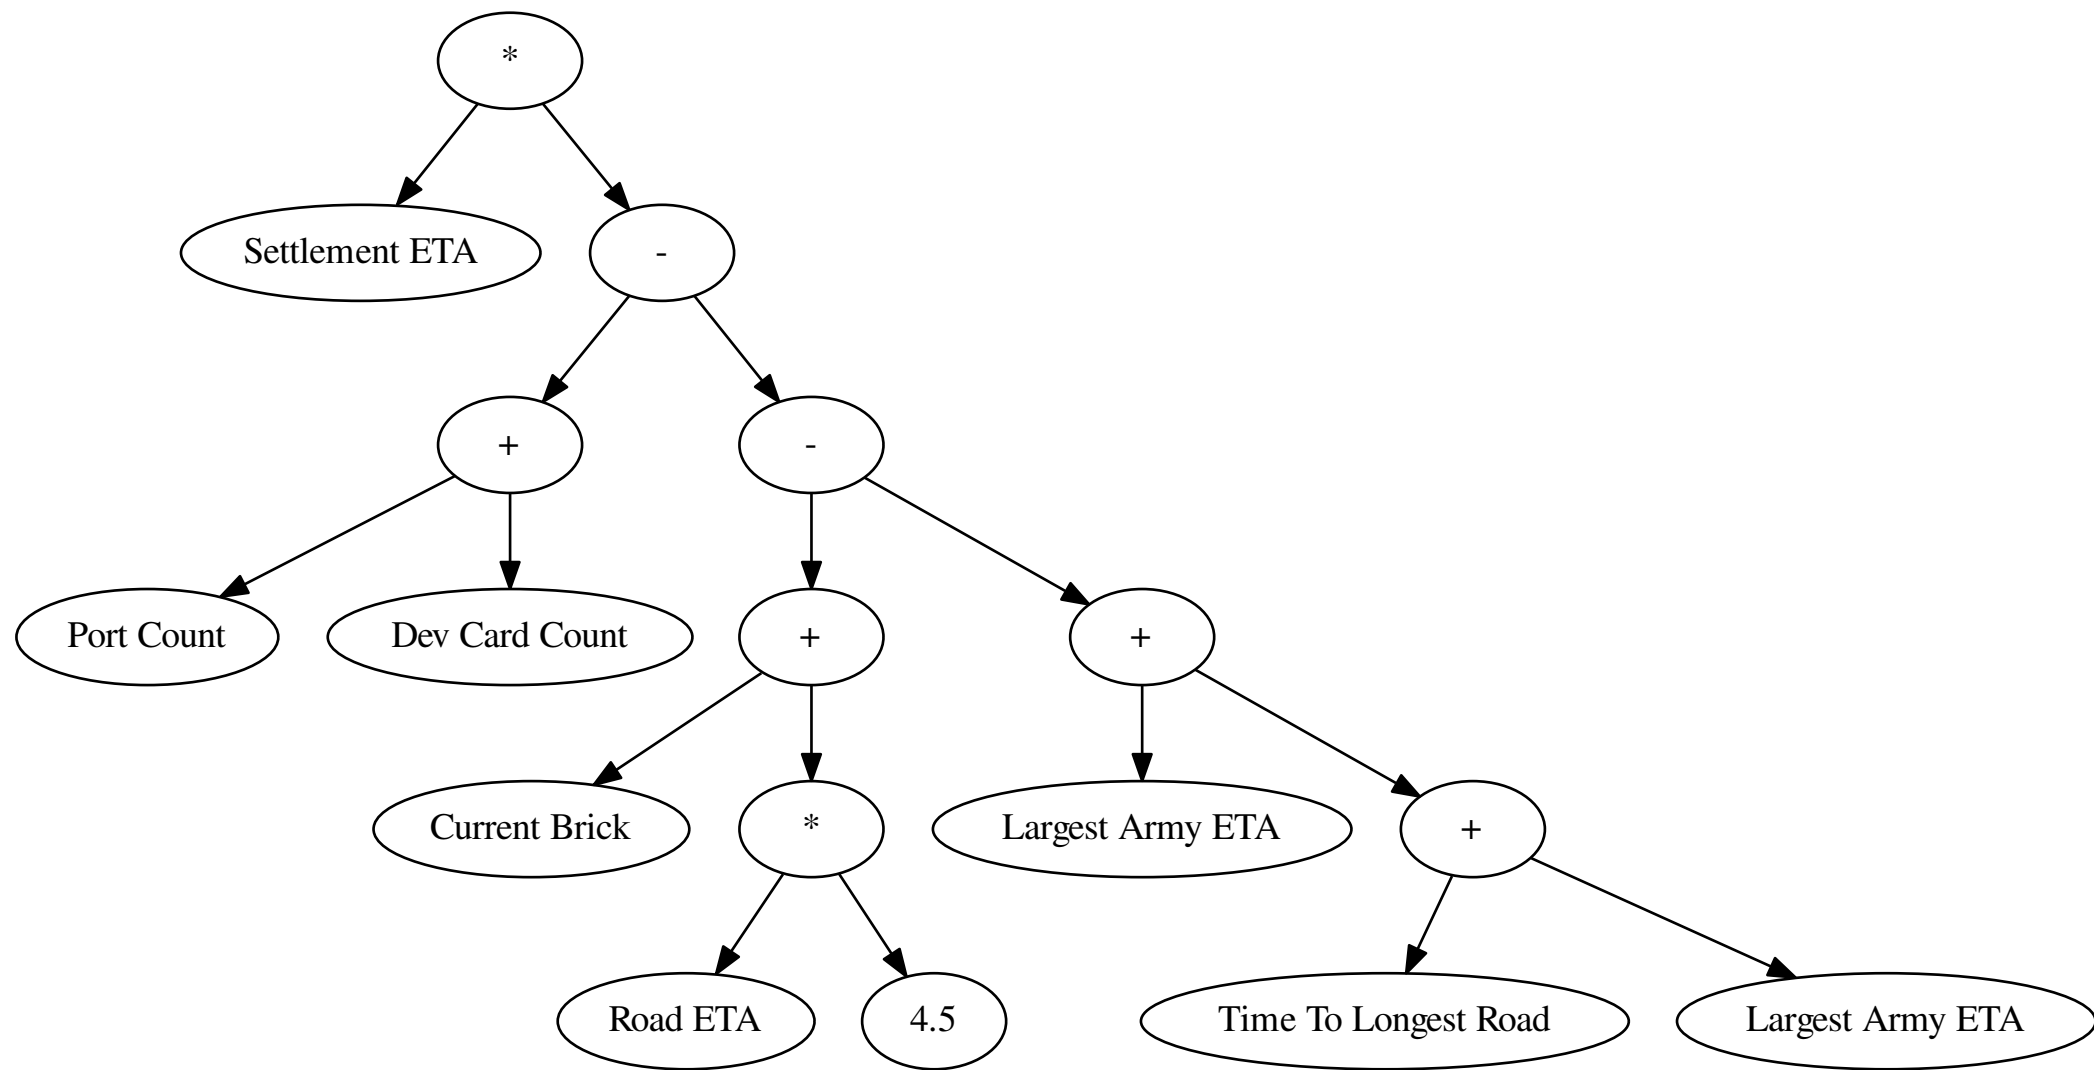 *
Settlement ETA
-
+
-
Port Count
Dev Card Count
+
+
Current Brick
*
Largest Army ETA
+
Road ETA
4.5
Time To Longest Road
Largest Army ETA